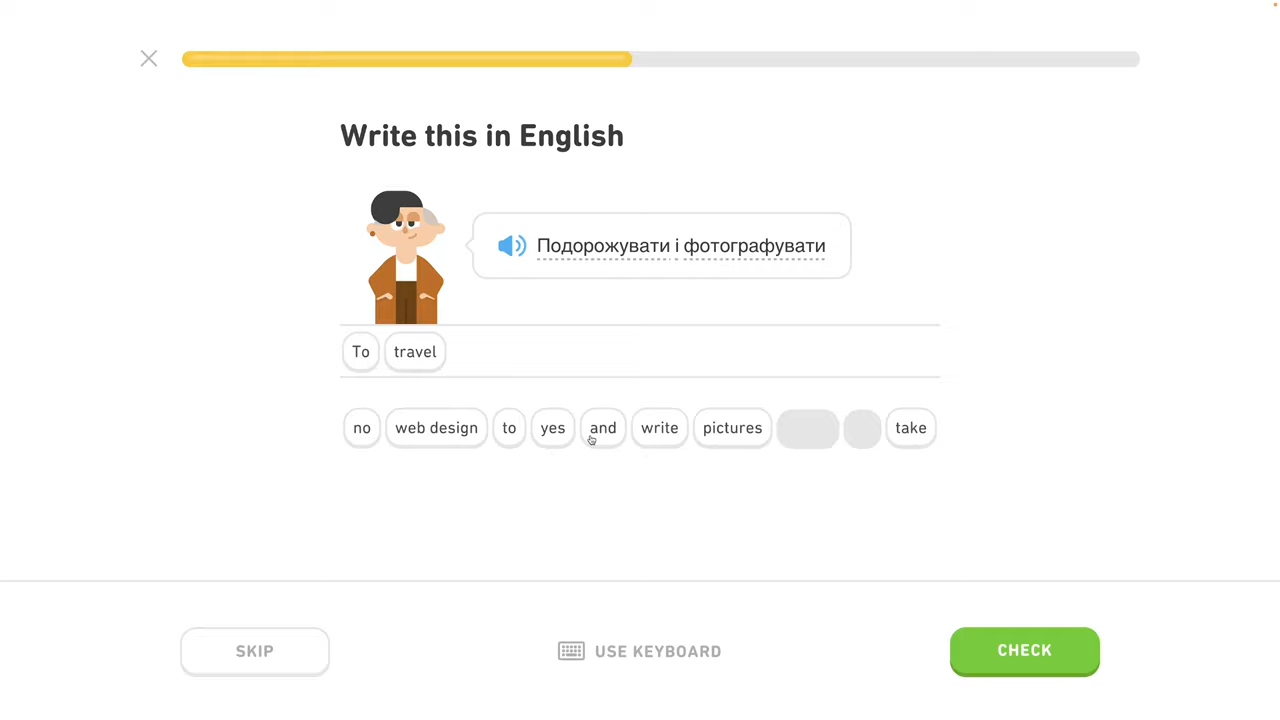 Write this in English
Подорожувати і фотографувати
To travel
no web design to yes and write pictures take
SKIP USE KEYBOARD CHECK